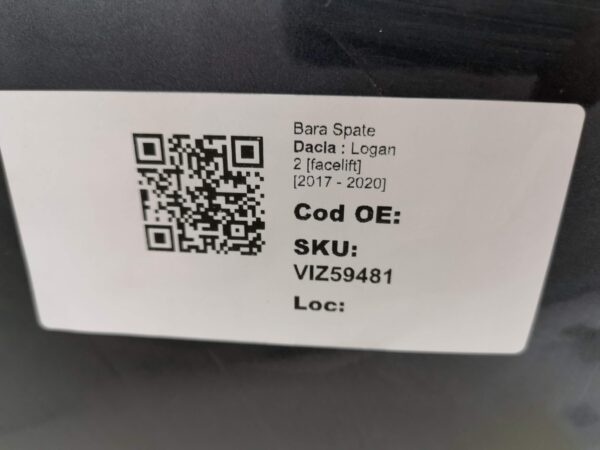 Bara Spate
Dacia : Logan
2 [facelift]
[2017 - 2020]
Cod OE:
SKU:
VIZ59481
Loc: